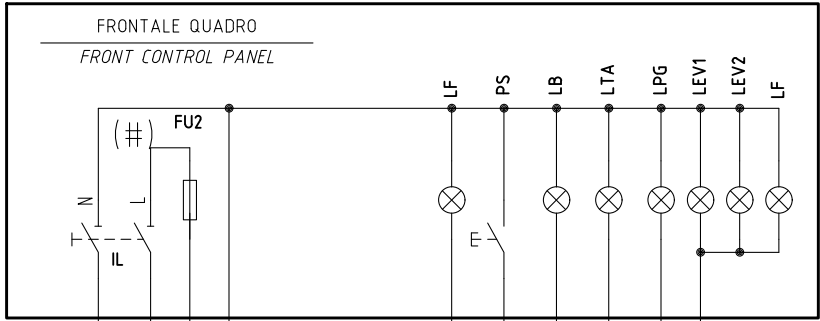 FRONTALE QUADRO
FRONT CONTROL PANEL
LF PS LB LTA LPG LEV1 LEV2 LF
(#) FU2
N L
IL